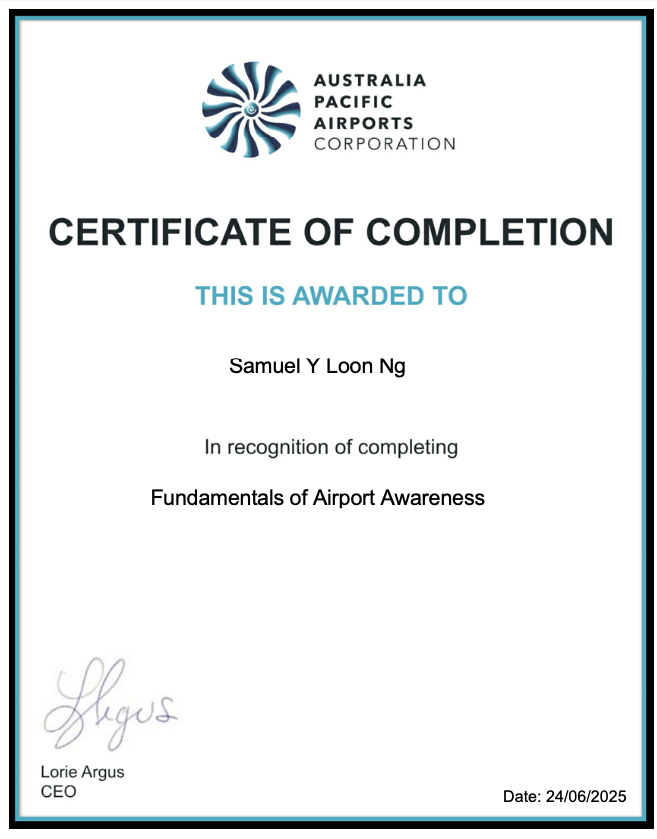 AUSTRALIA
PACIFIC
AIRPORTS
CORPORATION
CERTIFICATE OF COMPLETION
THIS IS AWARDED TO
Samuel Y Loon Ng
In recognition of completing
Fundamentals of Airport Awareness
LArgus
Lorie Argus
CEO
Date: 24/06/2025